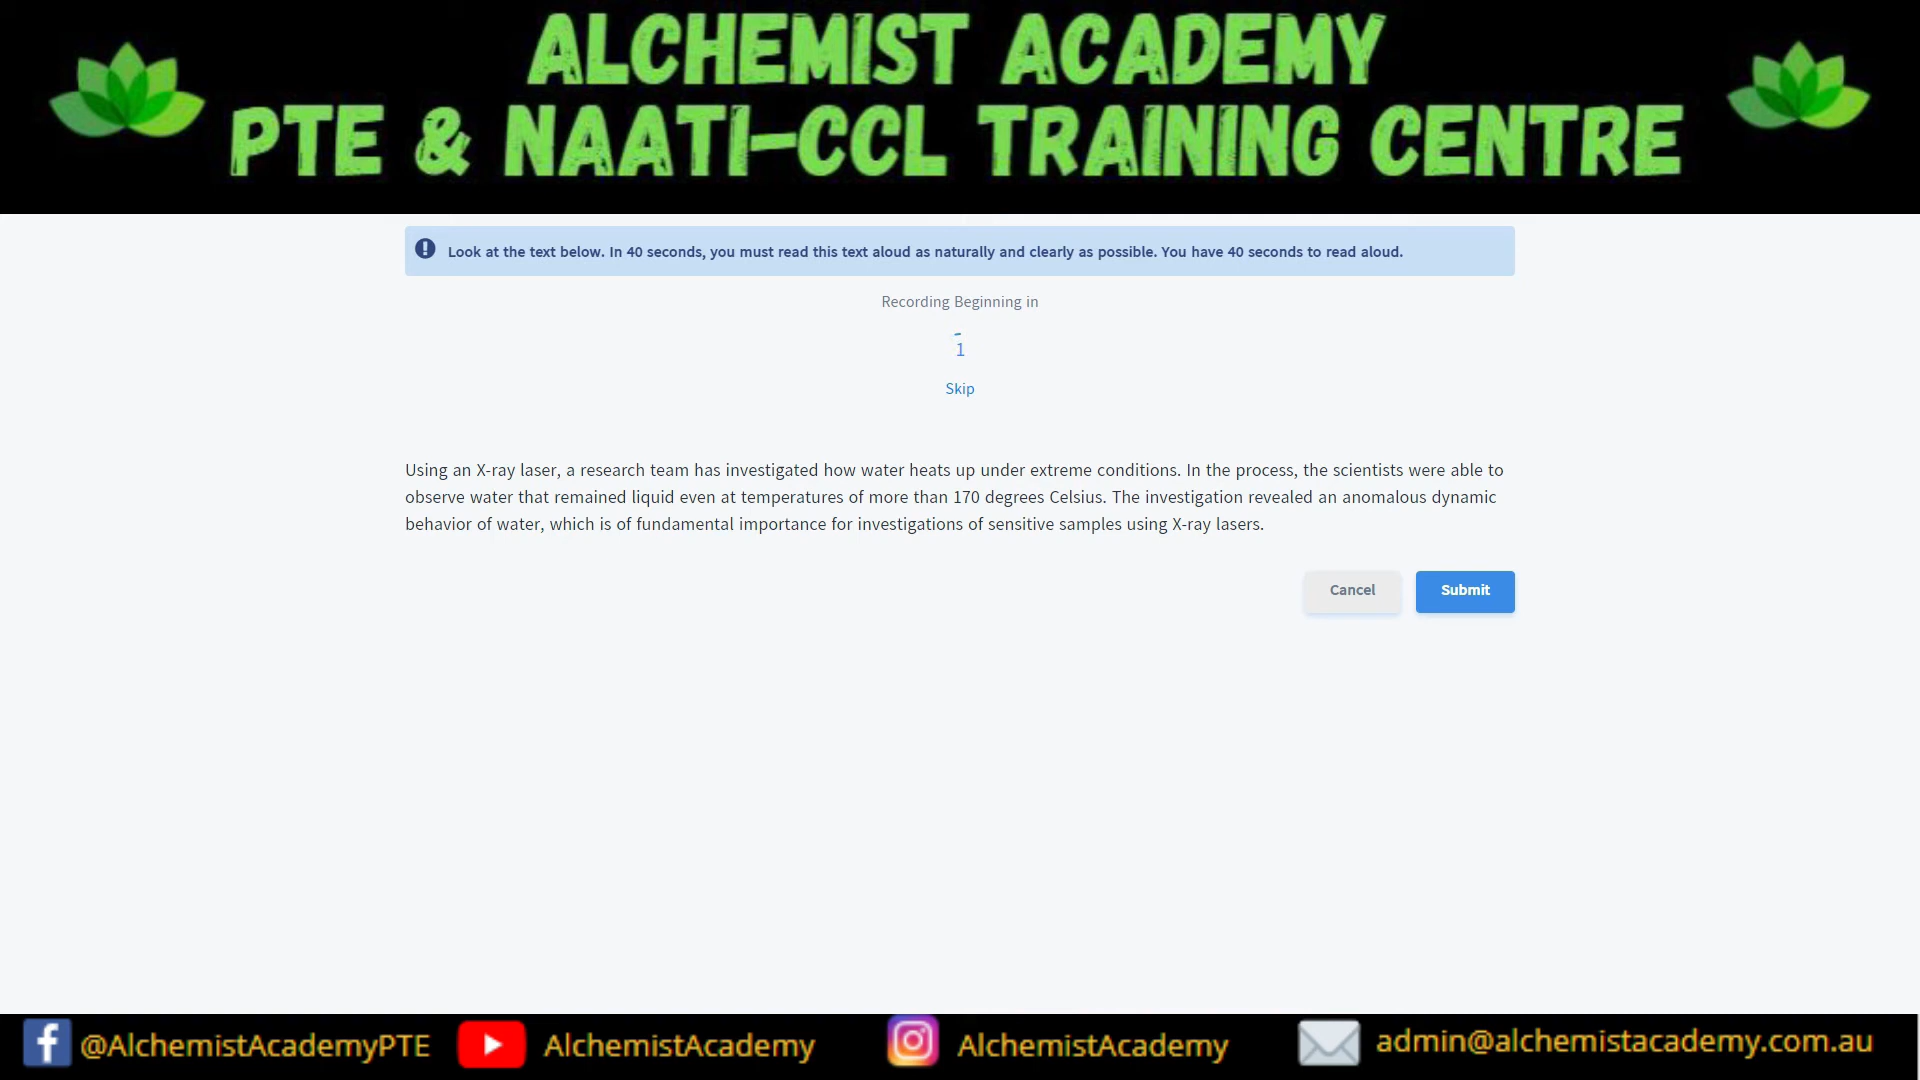 ALCHEMIST ACADEMY
PTE & NAATI-CCL TRAINING CENTRE
Look at the text below. In 40 seconds, you must read this text aloud as naturally and clearly as possible. You have 40 seconds to read aloud.
Recording Beginning in
1
Skip
Using an X-ray laser, a research team has investigated how water heats up under extreme conditions. In the process, the scientists were able to
observe water that remained liquid even at temperatures of more than 170 degrees Celsius. The investigation revealed an anomalous dynamic
behavior of water, which is of fundamental importance for investigations of sensitive samples using X-ray lasers.
Cancel Submit
@AlchemistAcademyPTE AlchemistAcademy AlchemistAcademy admin@alchemistacademy.com.au